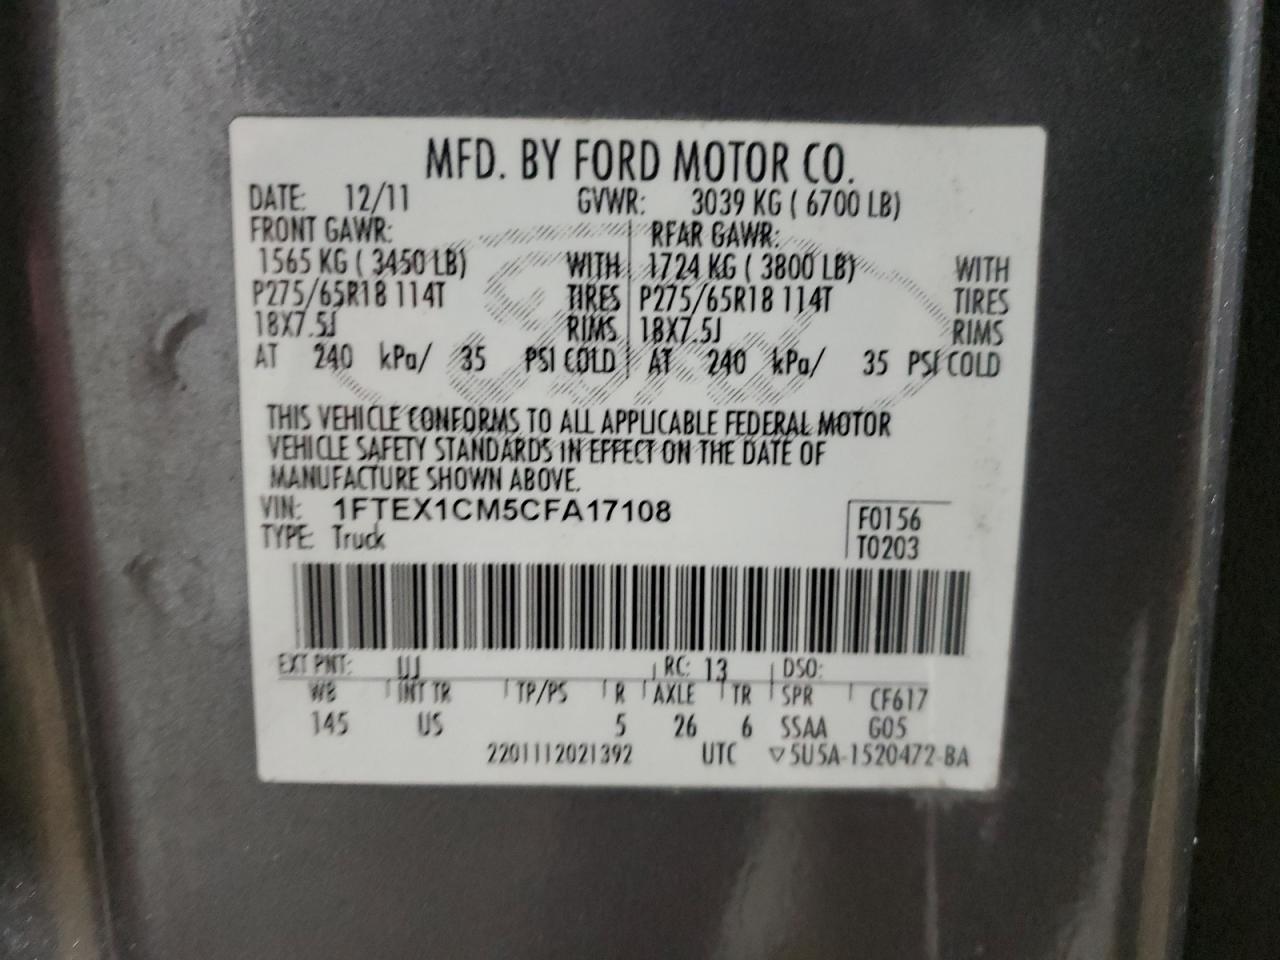 MFD. BY FORD MOTOR CO.
DATE: 12/11 GVWR: 3039 KG ( 6700 LB)
FRONT GAWR: RFAR GAWR:
1565 KG ( 3450 LB) WITH 1724 KG ( 3800 LB) WITH
P275/65R18 114T TIRES P275/65R18 114T TIRES
18X7.5J RIMS 18X7.5J RIMS
AT 240 kPa/ 35 PSI COLD AT 240 kPa/ 35 PSI COLD
THIS VEHICLE CONFORMS TO ALL APPLICABLE FEDERAL MOTOR
VEHICLE SAFETY STANDARDS IN EFFECT ON THE DATE OF
MANUFACTURE SHOWN ABOVE.
VIN: 1FTEX1CM5CFA17108 F0156
TYPE: Truck T0203
EXT PNT: UJ RC: 13 DSO:
WB INT TR TP/PS R AXLE TR SPR CF617
145 US 5 26 6 SSAA G05
2201112021392 UTC ▽5U5A-1520472-BA